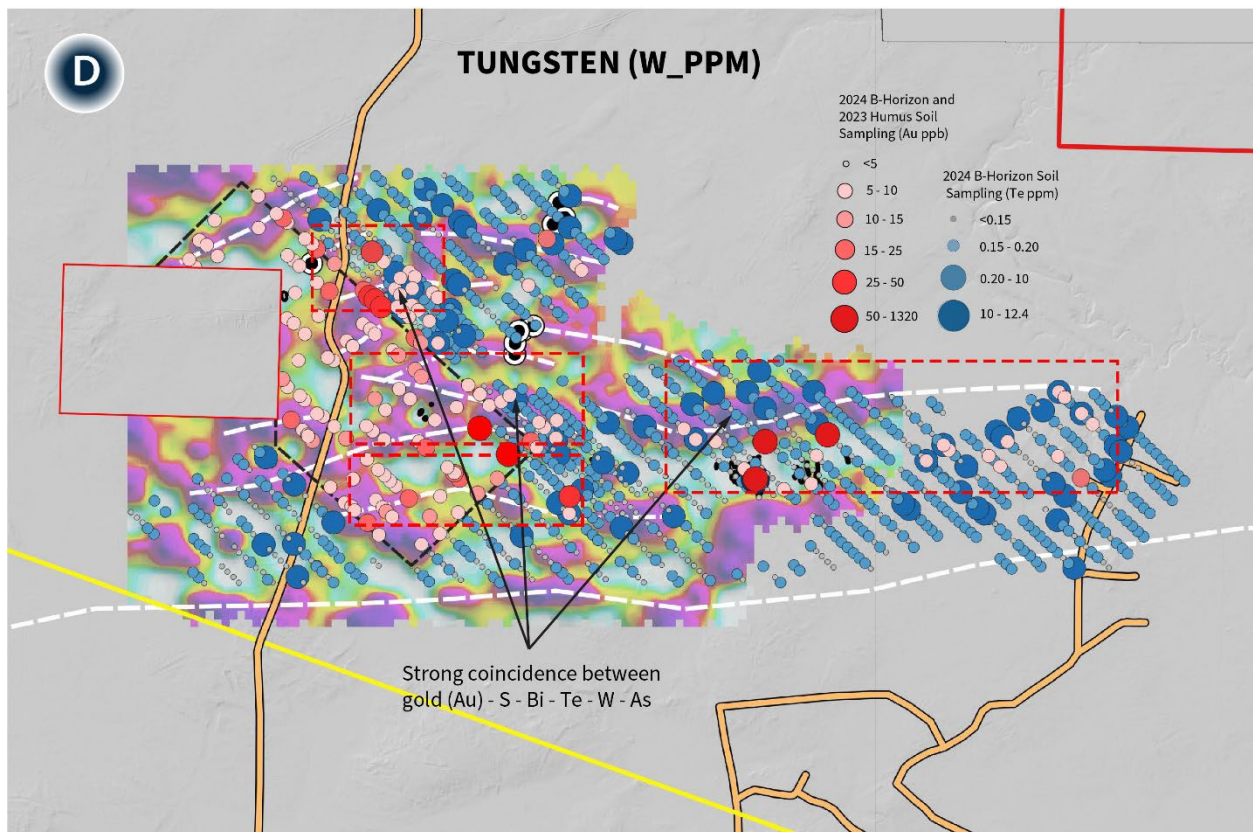 D
TUNGSTEN (W_PPM)
2024 B-Horizon and
2023 Humus Soil
Sampling (Au ppb)
<5
5 - 10
10 - 15
15 - 25
25 - 50
50 - 1320
2024 B-Horizon Soil
Sampling (Te ppm)
<0.15
0.15 - 0.20
0.20 - 10
10 - 12.4
Strong coincidence between
gold (Au) - S - Bi - Te - W - As